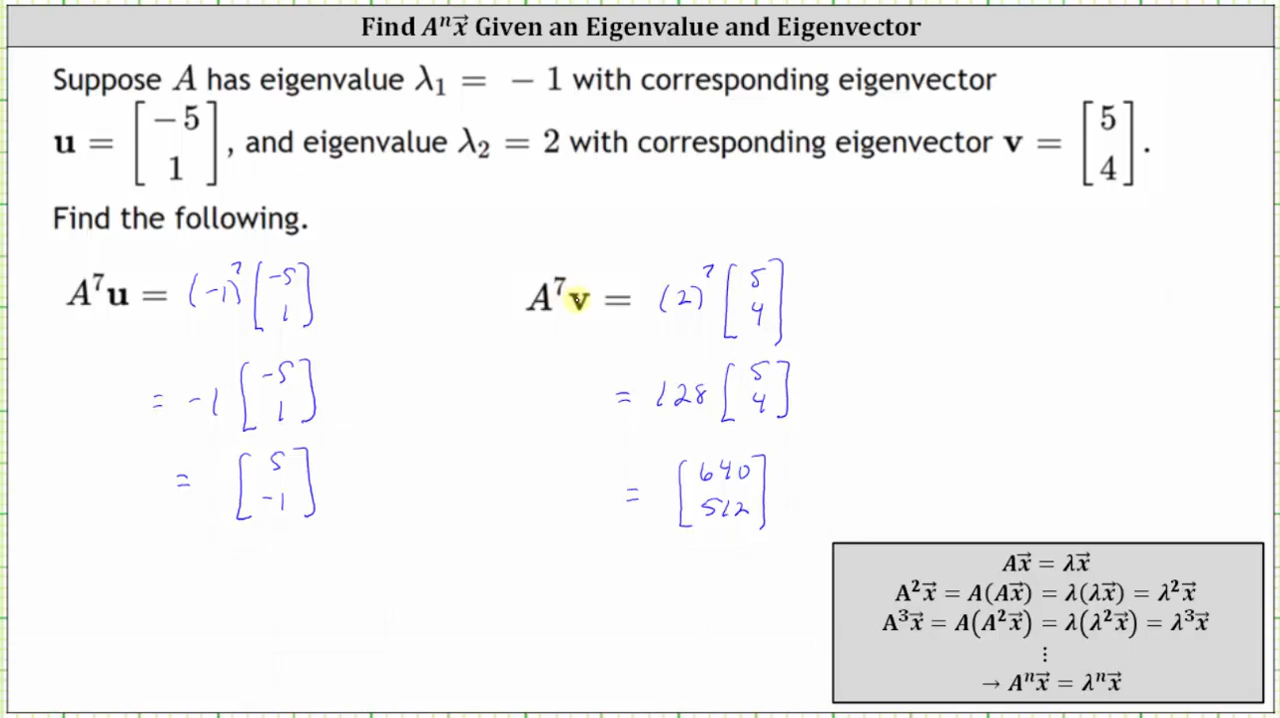 Find Aⁿx⃗ Given an Eigenvalue and Eigenvector
Suppose A has eigenvalue λ₁ = − 1 with corresponding eigenvector
u = [−5 1], and eigenvalue λ₂ = 2 with corresponding eigenvector v = [5 4].
Find the following.
A⁷u = (-1)⁷ [-5 1]
= -1 [-5 1]
= [5 -1]
A⁷v = (2)⁷ [5 4]
= 128 [5 4]
= [640 512]
Ax⃗ = λx⃗
A²x⃗ = A(Ax⃗) = λ(λx⃗) = λ²x⃗
A³x⃗ = A(A²x⃗) = λ(λ²x⃗) = λ³x⃗
⋮
→ Aⁿx⃗ = λⁿx⃗